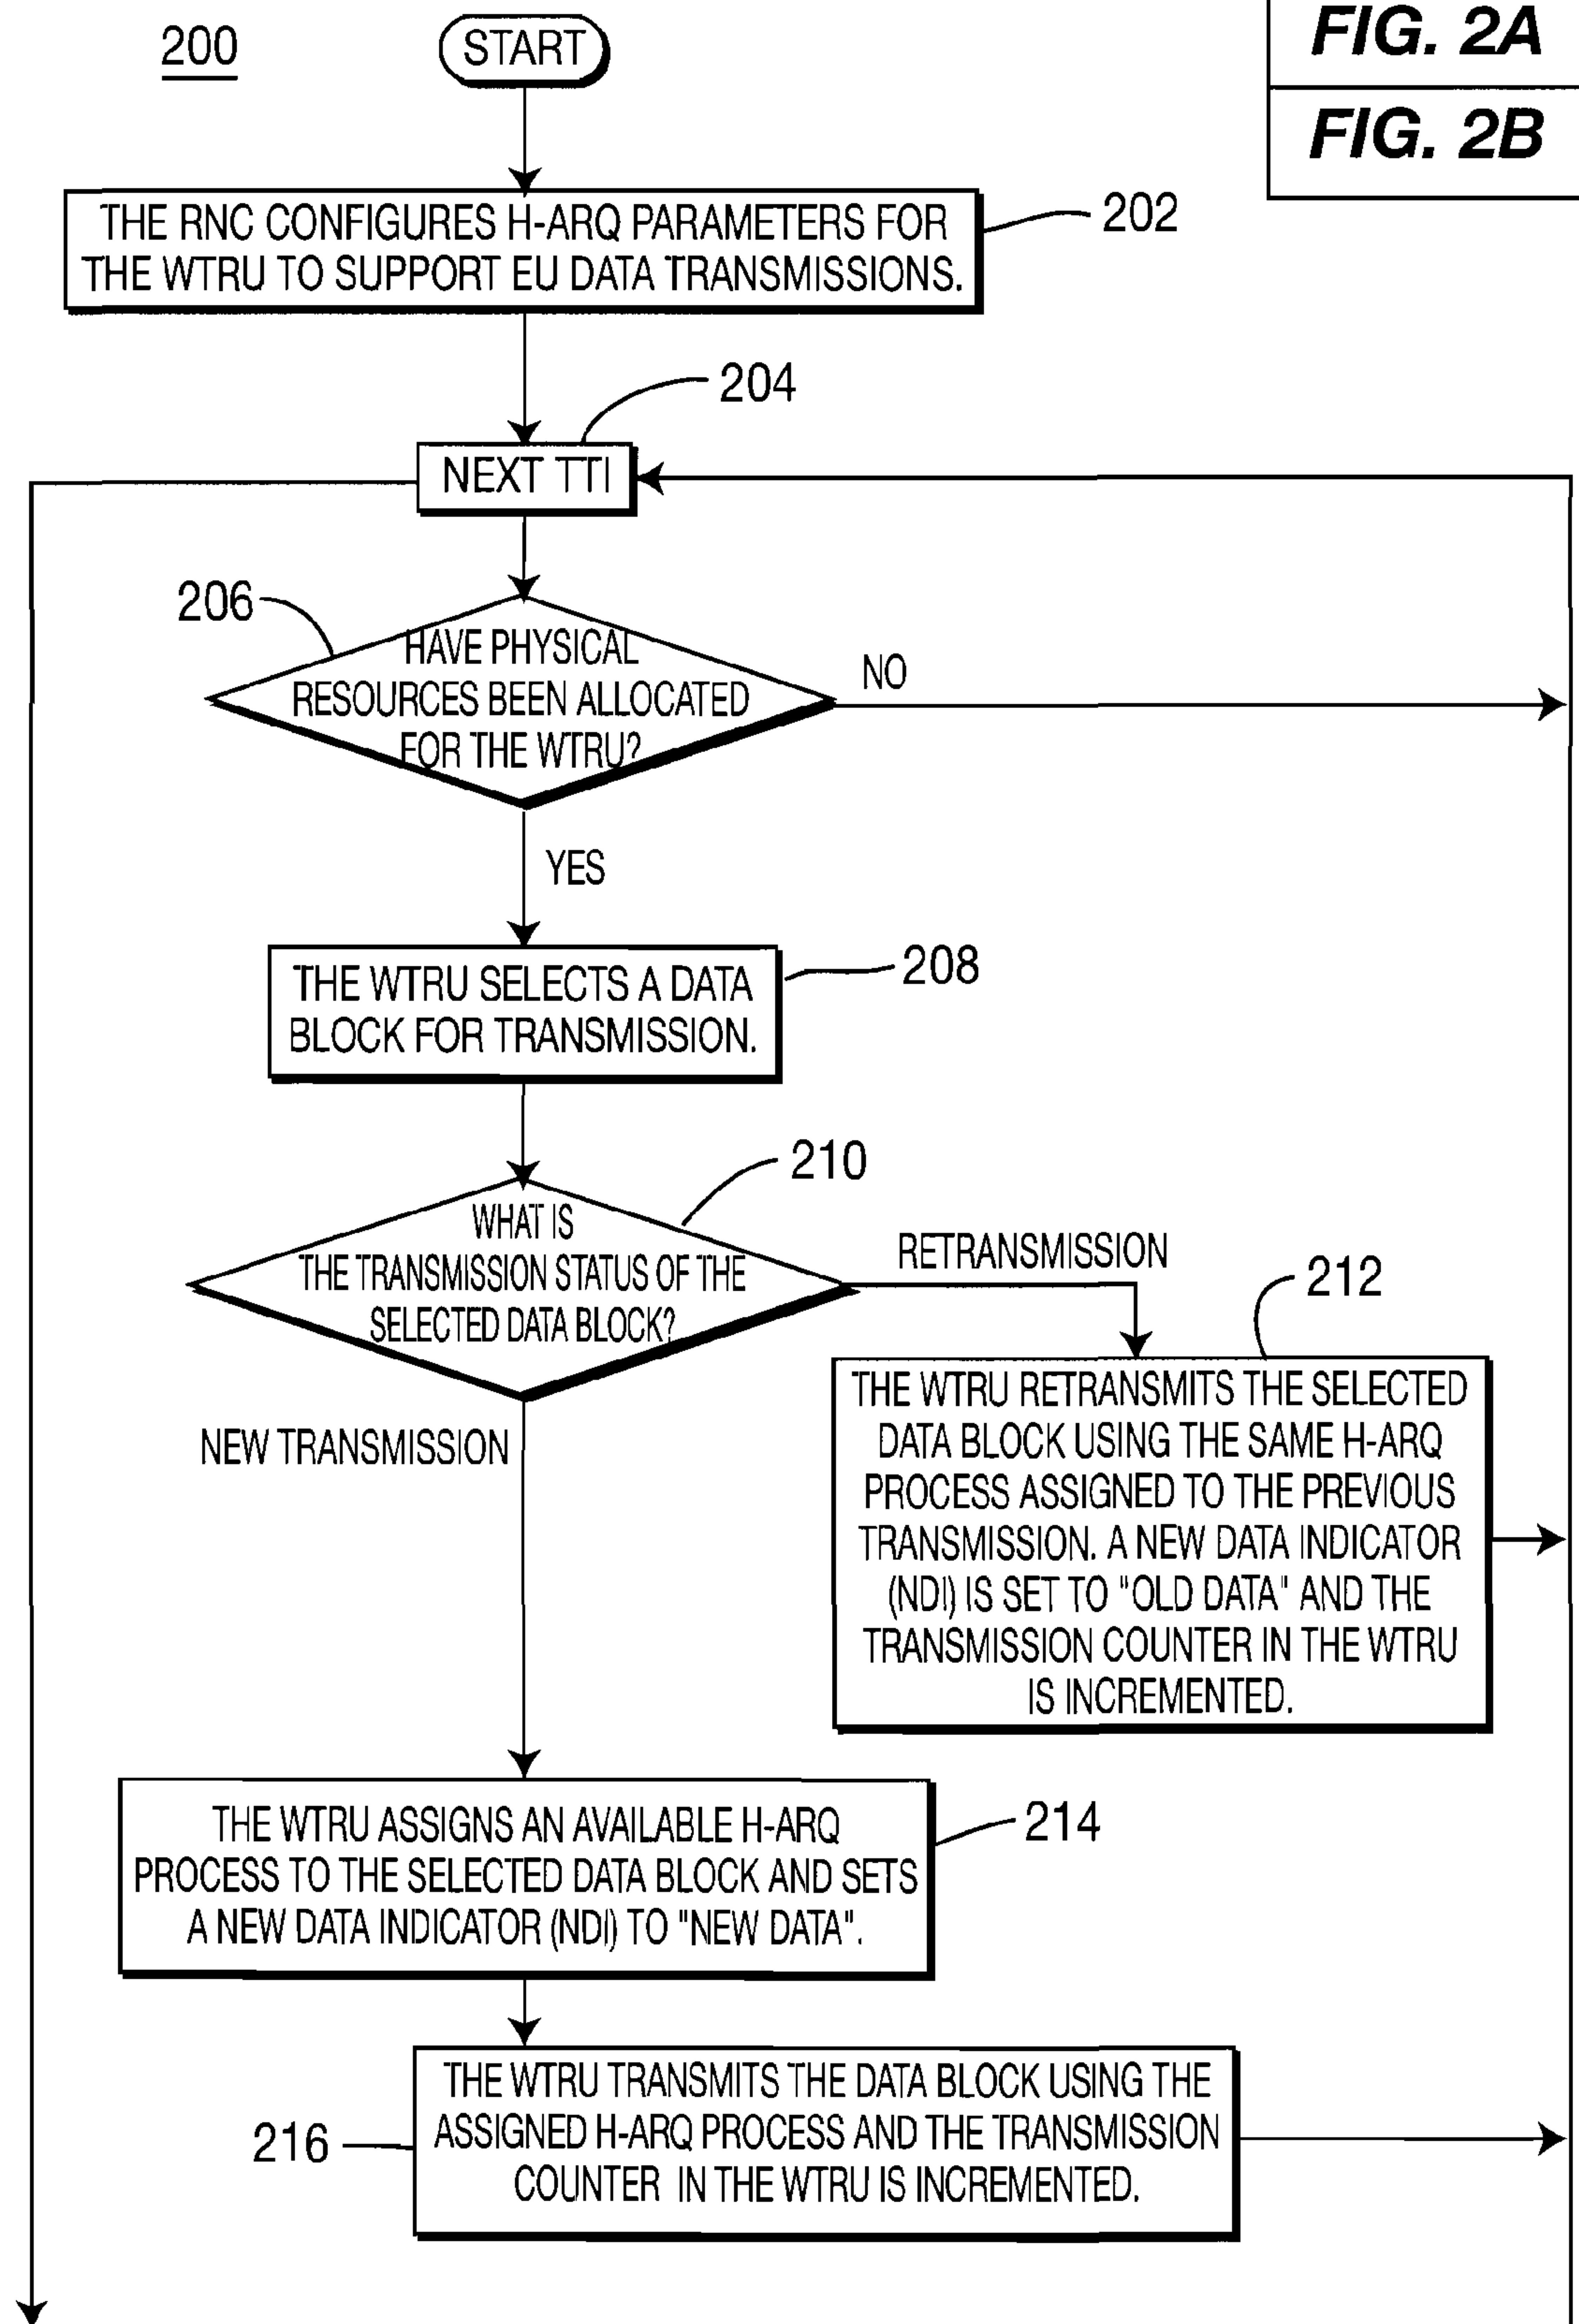 200
START
FIG. 2A
FIG. 2B
THE RNC CONFIGURES H-ARQ PARAMETERS FOR
THE WTRU TO SUPPORT EU DATA TRANSMISSIONS.
202
204
NEXT TTI
206
HAVE PHYSICAL
RESOURCES BEEN ALLOCATED
FOR THE WTRU?
NO
YES
THE WTRU SELECTS A DATA
BLOCK FOR TRANSMISSION.
208
210
WHAT IS
THE TRANSMISSION STATUS OF THE
SELECTED DATA BLOCK?
RETRANSMISSION
212
THE WTRU RETRANSMITS THE SELECTED
DATA BLOCK USING THE SAME H-ARQ
PROCESS ASSIGNED TO THE PREVIOUS
TRANSMISSION. A NEW DATA INDICATOR
(NDI) IS SET TO "OLD DATA" AND THE
TRANSMISSION COUNTER IN THE WTRU
IS INCREMENTED.
NEW TRANSMISSION
THE WTRU ASSIGNS AN AVAILABLE H-ARQ
PROCESS TO THE SELECTED DATA BLOCK AND SETS
A NEW DATA INDICATOR (NDI) TO "NEW DATA".
214
THE WTRU TRANSMITS THE DATA BLOCK USING THE
ASSIGNED H-ARQ PROCESS AND THE TRANSMISSION
COUNTER IN THE WTRU IS INCREMENTED.
216